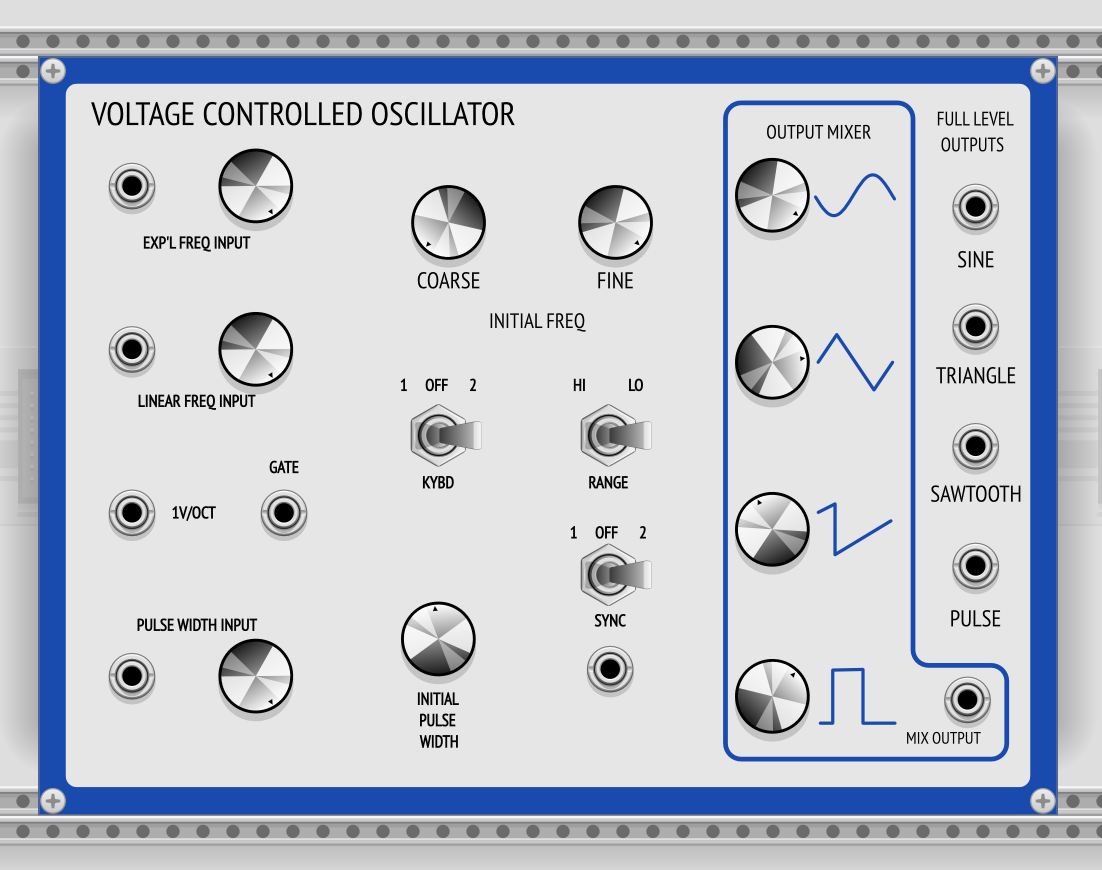 VOLTAGE CONTROLLED OSCILLATOR
EXP'L FREQ INPUT
LINEAR FREQ INPUT
1V/OCT
GATE
PULSE WIDTH INPUT
COARSE
FINE
INITIAL FREQ
1 OFF 2
KYBD
HI LO
RANGE
1 OFF 2
SYNC
INITIAL
PULSE
WIDTH
OUTPUT MIXER
MIX OUTPUT
FULL LEVEL
OUTPUTS
SINE
TRIANGLE
SAWTOOTH
PULSE